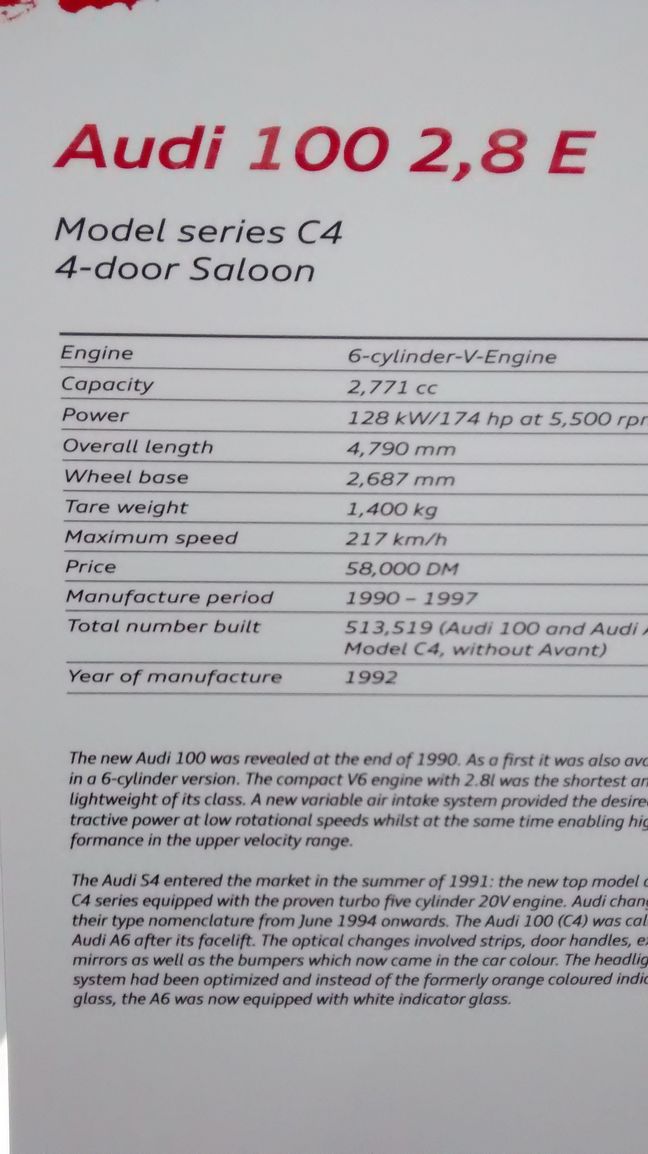 Audi 100 2,8 E
Model series C4
4-door Saloon
Engine 6-cylinder-V-Engine
Capacity 2,771 cc
Power 128 kW/174 hp at 5,500
Overall length 4,790 mm
Wheel base 2,687 mm
Tare weight 1,400 kg
Maximum speed 217 km/h
Price 58,000 DM
Manufacture period 1990 – 1997
Total number built 513,519 (Audi 100 and Audi
Model C4, without Avant)
Year of manufacture 1992
The new Audi 100 was revealed at the end of 1990. As a first it was also
in a 6-cylinder version. The compact V6 engine with 2.8l was the shortest
lightweight of its class. A new variable air intake system provided the
tractive power at low rotational speeds whilst at the same time enabling
formance in the upper velocity range.
The Audi S4 entered the market in the summer of 1991: the new top model
C4 series equipped with the proven turbo five cylinder 20V engine. Audi
their type nomenclature from June 1994 onwards. The Audi 100 (C4) was
Audi A6 after its facelift. The optical changes involved strips, door handles,
mirrors as well as the bumpers which now came in the car colour. The
system had been optimized and instead of the formerly orange coloured
glass, the A6 was now equipped with white indicator glass.